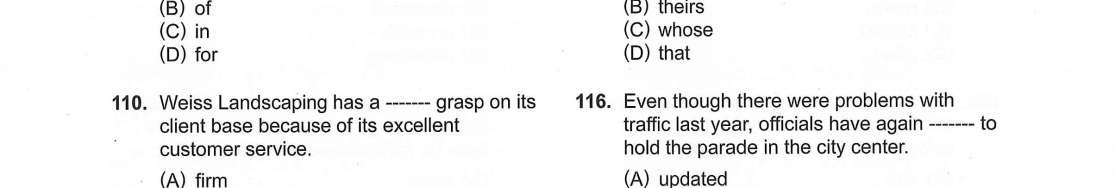 (B) of
(C) in
(D) for
110. Weiss Landscaping has a ------- grasp on its
client base because of its excellent
customer service.
(A) firm
(B) theirs
(C) whose
(D) that
116. Even though there were problems with
traffic last year, officials have again ------- to
hold the parade in the city center.
(A) updated